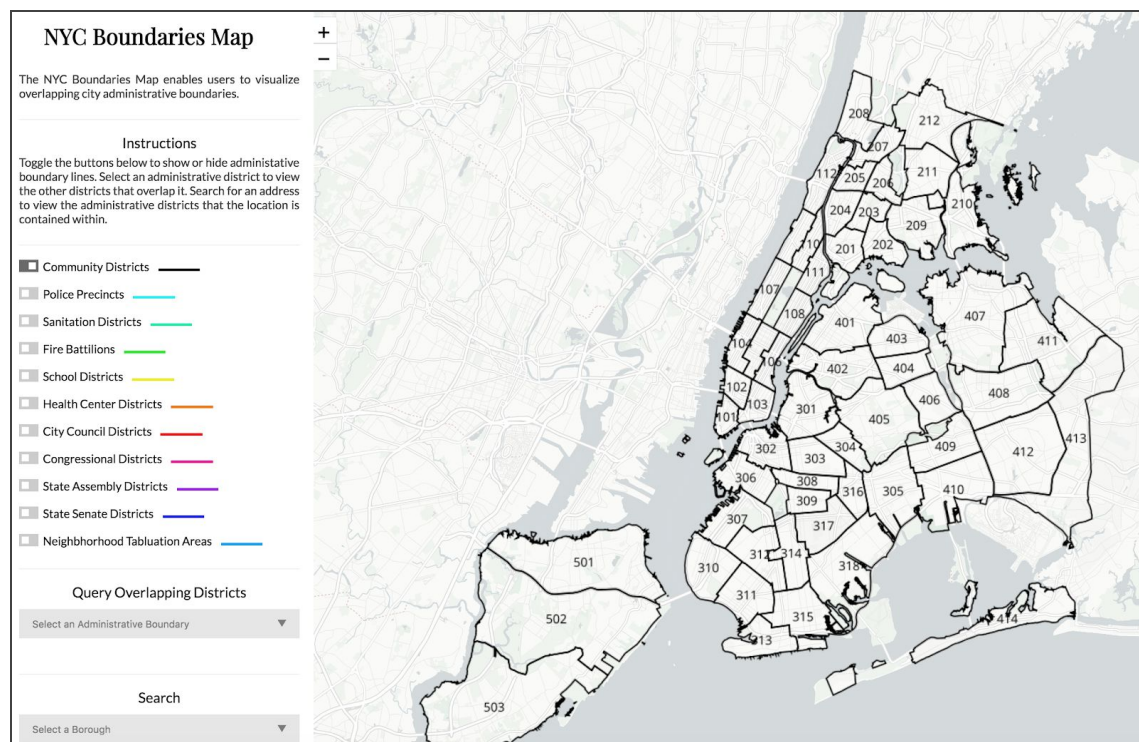 NYC Boundaries Map
The NYC Boundaries Map enables users to visualize
overlapping city administrative boundaries.
Instructions
Toggle the buttons below to show or hide administative
boundary lines. Select an administrative district to view
the other districts that overlap it. Search for an address
to view the administrative districts that the location is
contained within.
Community Districts
Police Precincts
Sanitation Districts
Fire Battilions
School Districts
Health Center Districts
City Council Districts
Congressional Districts
State Assembly Districts
State Senate Districts
Neighbhorhood Tabluation Areas
Query Overlapping Districts
Select an Administrative Boundary
Search
Select a Borough
+
−
208
212
207
112
205
206
211
210
204
203
209
110
201
202
111
107
108
401
407
403
411
104
106
402
404
408
102
103
406
101
301
405
413
302
304
409
412
303
306
308
316
305
410
309
307
317
312
314
310
318
311
315
313
414
501
502
503